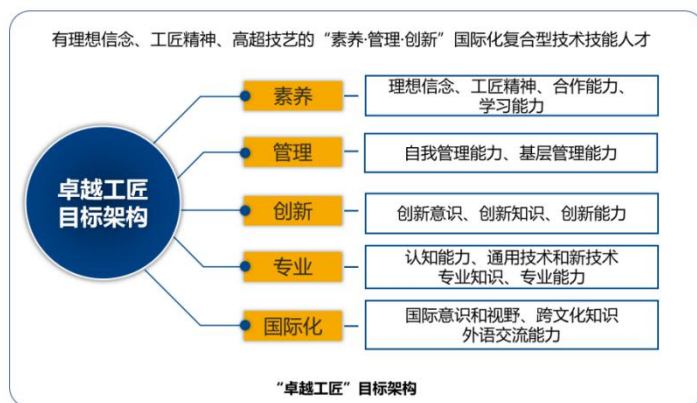 有理想信念、工匠精神、高超技艺的“素养·管理·创新”国际化复合型技术技能人才
卓越工匠
目标架构
素养
理想信念、工匠精神、合作能力、
学习能力
管理
自我管理能力、基层管理能力
创新
创新意识、创新知识、创新能力
专业
认知能力、通用技术和新技术
专业知识、专业能力
国际化
国际意识和视野、跨文化知识
外语交流能力
“卓越工匠”目标架构